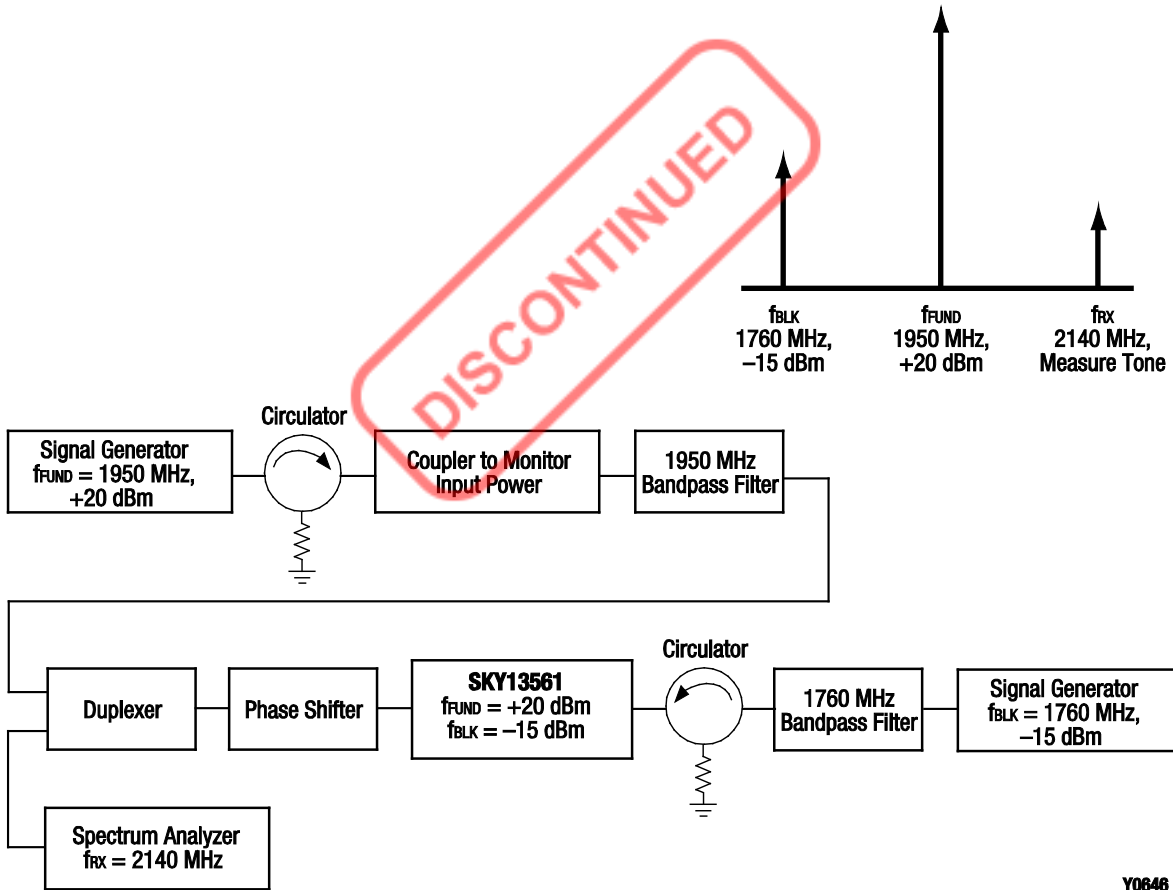 DISCONTINUED
fBLK
1760 MHz,
–15 dBm
fFUND
1950 MHz,
+20 dBm
fRX
2140 MHz,
Measure Tone
Signal Generator
fFUND = 1950 MHz,
+20 dBm
Circulator
Coupler to Monitor
Input Power
1950 MHz
Bandpass Filter
Duplexer
Phase Shifter
SKY13561
fFUND = +20 dBm
fBLK = –15 dBm
Circulator
1760 MHz
Bandpass Filter
Signal Generator
fBLK = 1760 MHz,
–15 dBm
Spectrum Analyzer
fRX = 2140 MHz
Y0646